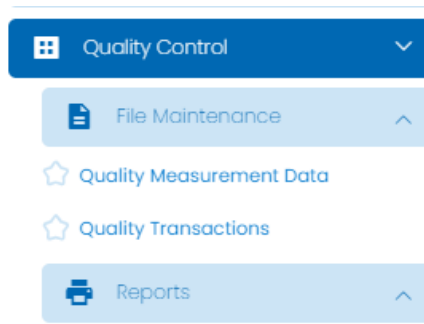 Quality Control
File Maintenance
Quality Measurement Data
Quality Transactions
Reports